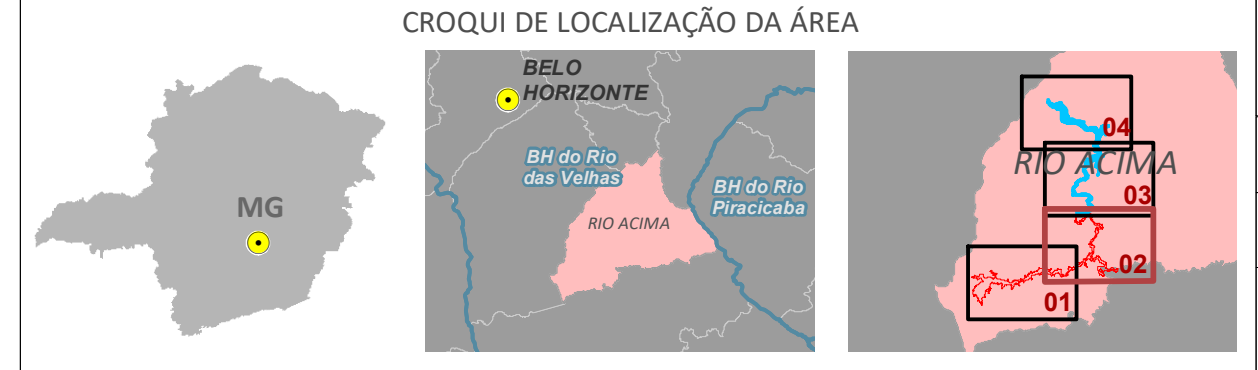 CROQUI DE LOCALIZAÇÃO DA ÁREA
MG
BELO
HORIZONTE
BH do Rio
das Velhas
BH do Rio
Piracicaba
RIO ACIMA
04
RIO ACIMA
03
02
01